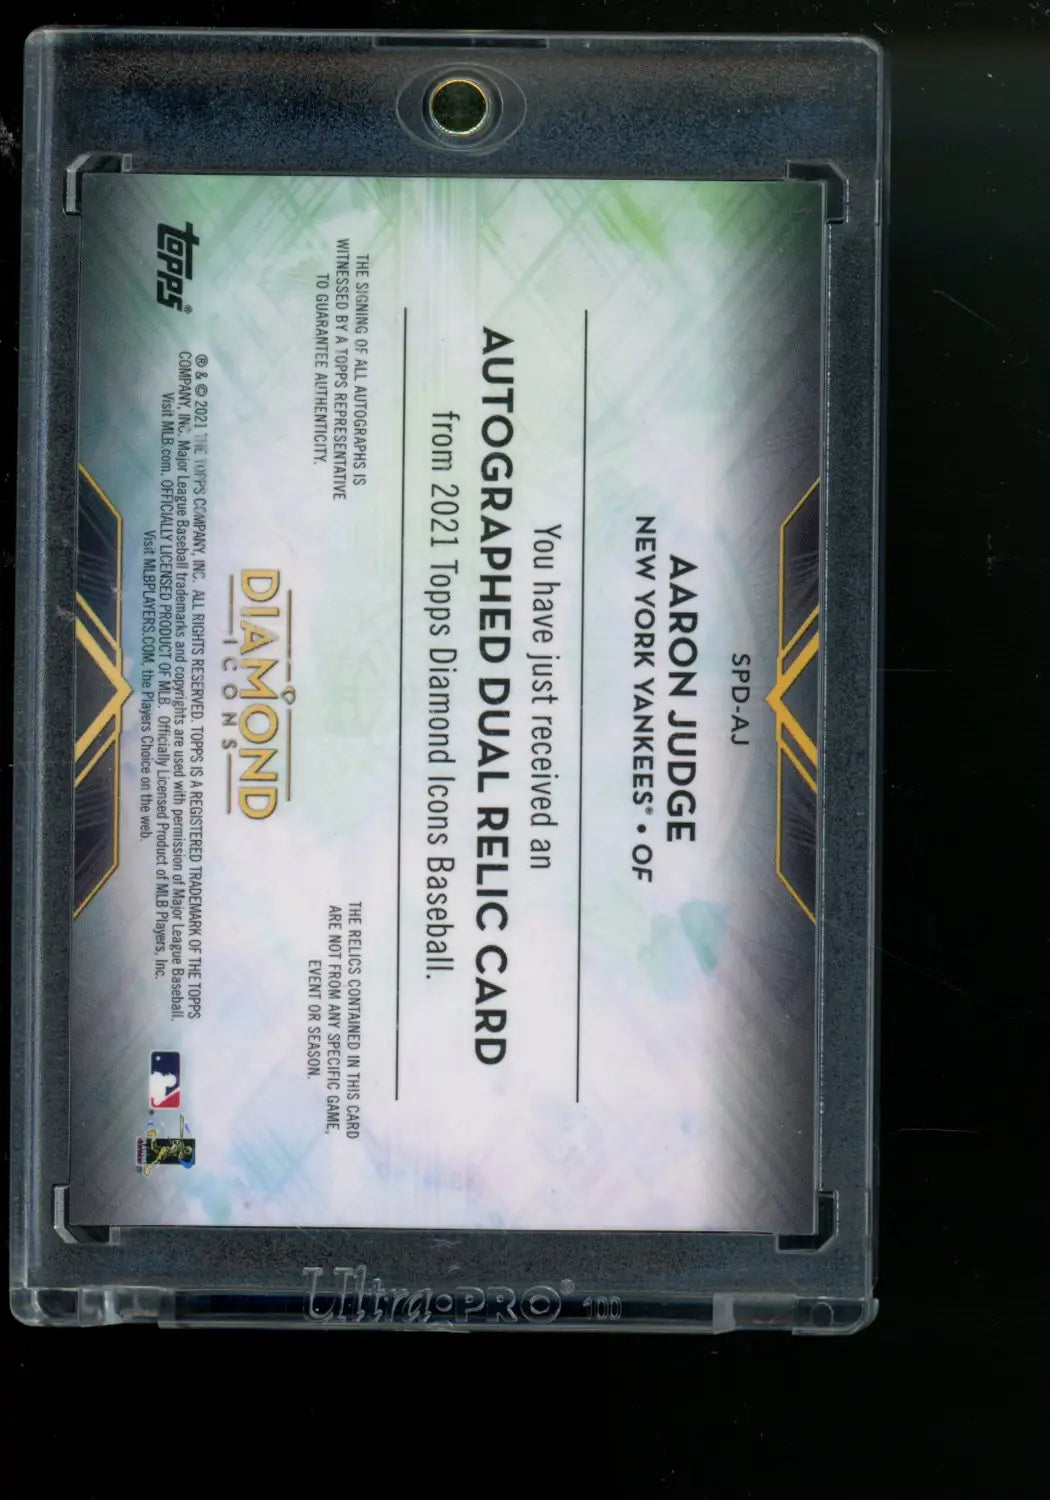 SPD-AJ
AARON JUDGE
NEW YORK YANKEES® • OF
You have just received an
AUTOGRAPHED DUAL RELIC CARD
from 2021 Topps Diamond Icons Baseball.
THE SIGNING OF ALL AUTOGRAPHS IS
WITNESSED BY A TOPPS REPRESENTATIVE
TO GUARANTEE AUTHENTICITY.
THE RELICS CONTAINED IN THIS CARD
ARE NOT FROM ANY SPECIFIC GAME,
EVENT OR SEASON.
DIAMOND
ICONS
topps®
® & © 2021 THE TOPPS COMPANY, INC. ALL RIGHTS RESERVED. TOPPS IS A REGISTERED TRADEMARK OF THE TOPPS
COMPANY, INC. Major League Baseball trademarks and copyrights are used with permission of Major League Baseball.
Visit MLB.com. OFFICIALLY LICENSED PRODUCT OF MLB. Officially Licensed Product of MLB Players, Inc.
Visit MLBPLAYERS.COM, the Players Choice on the web.
Ultra•PRO® 100